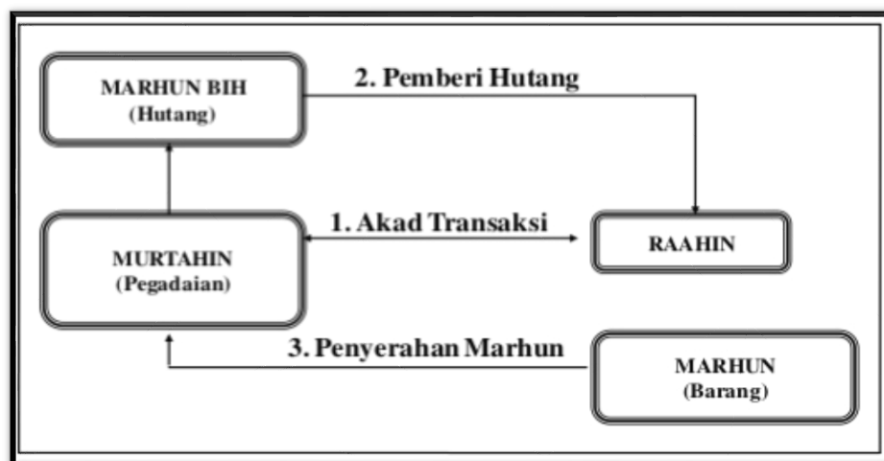 MARHUN BIH
(Hutang)
2. Pemberi Hutang
MURTAHIN
(Pegadaian)
1. Akad Transaksi
RAAHIN
3. Penyerahan Marhun
MARHUN
(Barang)